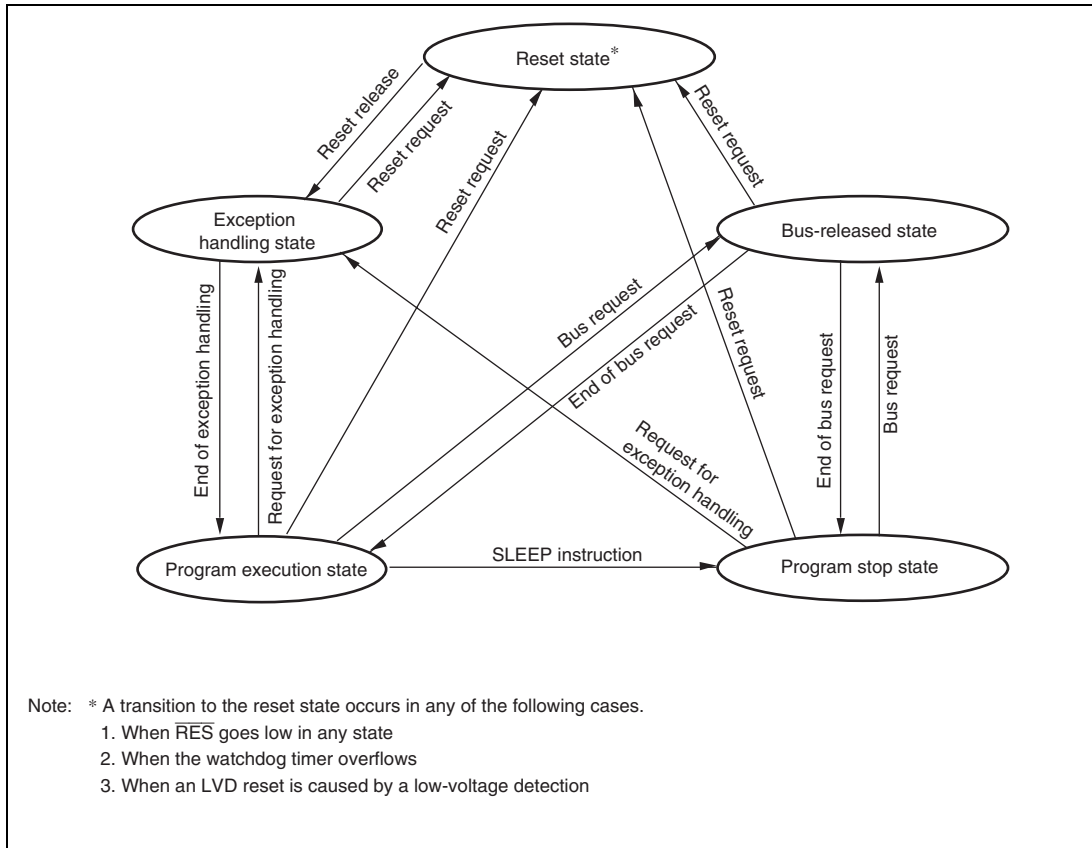 Reset state*
Reset release
Reset request
Reset request
Reset request
Exception
handling state
Bus-released state
End of exception handling
Request for exception handling
Bus request
End of bus request
Reset request
Request for
exception handling
End of bus request
Bus request
Program execution state
SLEEP instruction
Program stop state
Note: * A transition to the reset state occurs in any of the following cases.
1. When R̅E̅S̅ goes low in any state
2. When the watchdog timer overflows
3. When an LVD reset is caused by a low-voltage detection